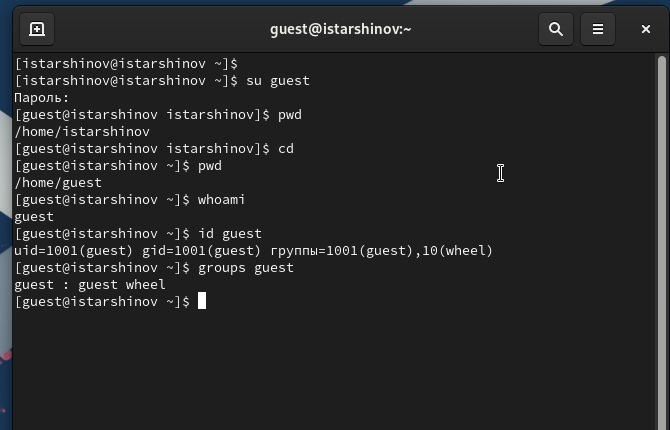 guest@istarshinov:~
[istarshinov@istarshinov ~]$
[istarshinov@istarshinov ~]$ su guest
Пароль:
[guest@istarshinov istarshinov]$ pwd
/home/istarshinov
[guest@istarshinov istarshinov]$ cd
[guest@istarshinov ~]$ pwd
/home/guest
[guest@istarshinov ~]$ whoami
guest
[guest@istarshinov ~]$ id guest
uid=1001(guest) gid=1001(guest) группы=1001(guest),10(wheel)
[guest@istarshinov ~]$ groups guest
guest : guest wheel
[guest@istarshinov ~]$